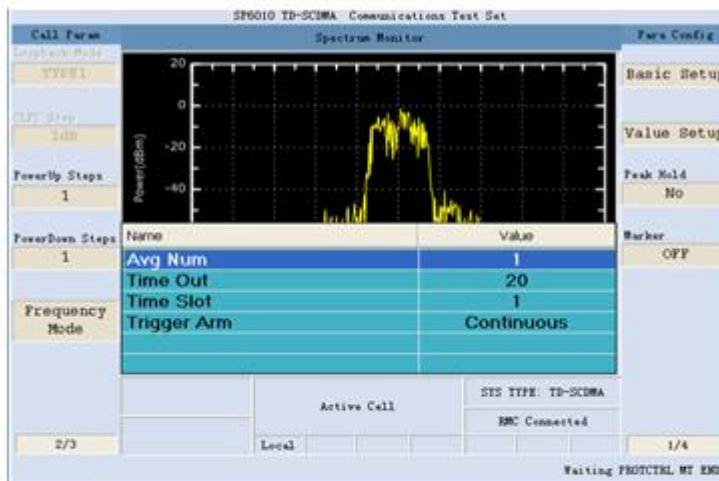 SP6010 TD-SCDMA Communications Test Set
Call Param
Spectrum Monitor
Para Config
Loopback Mode
TYPE1
CLPC Step
1dB
PowerUp Steps
1
PowerDown Steps
1
Frequency
Mode
2/3
20
0
-20
-40
Power(dBm)
Name Value
Avg Num 1
Time Out 20
Time Slot 1
Trigger Arm Continuous
Active Cell
SYS TYPE: TD-SCDMA
RMC Connected
Local
Basic Setup
Value Setup
Peak Hold
No
Marker
OFF
1/4
Waiting PROTCTRL MT END